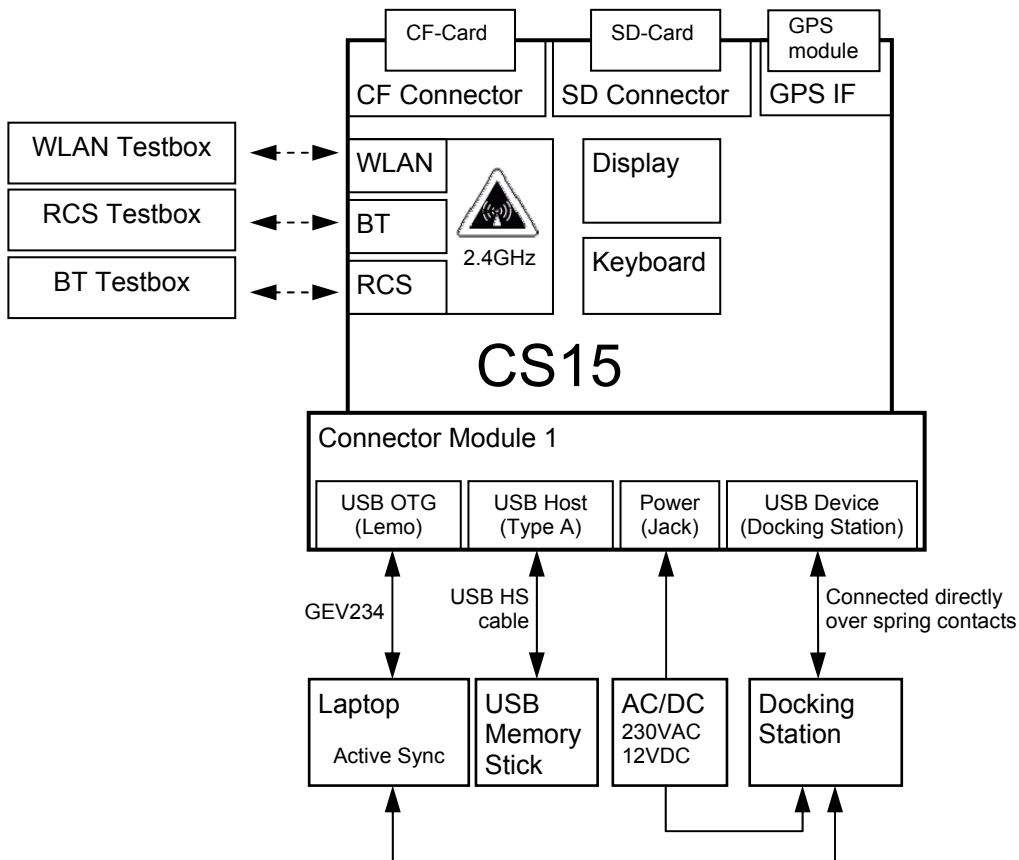 CF-Card
SD-Card
GPS
module
CF Connector
SD Connector
GPS IF
WLAN Testbox
RCS Testbox
BT Testbox
WLAN
BT
RCS
2.4GHz
Display
Keyboard
CS15
Connector Module 1
USB OTG
(Lemo)
USB Host
(Type A)
Power
(Jack)
USB Device
(Docking Station)
GEV234
USB HS
cable
Connected directly
over spring contacts
Laptop
Active Sync
USB
Memory
Stick
AC/DC
230VAC
12VDC
Docking
Station